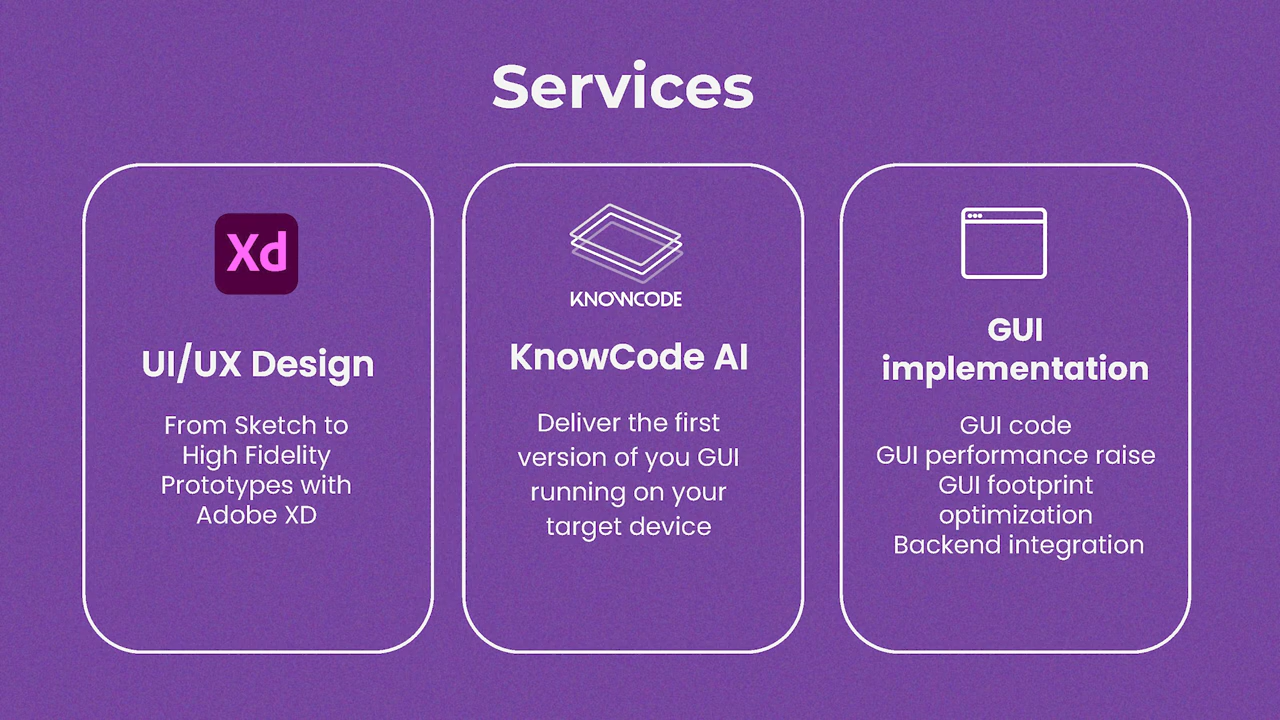 Services
Xd
UI/UX Design
From Sketch to
High Fidelity
Prototypes with
Adobe XD
KNOWCODE
KnowCode AI
Deliver the first
version of you GUI
running on your
target device
GUI
implementation
GUI code
GUI performance raise
GUI footprint
optimization
Backend integration